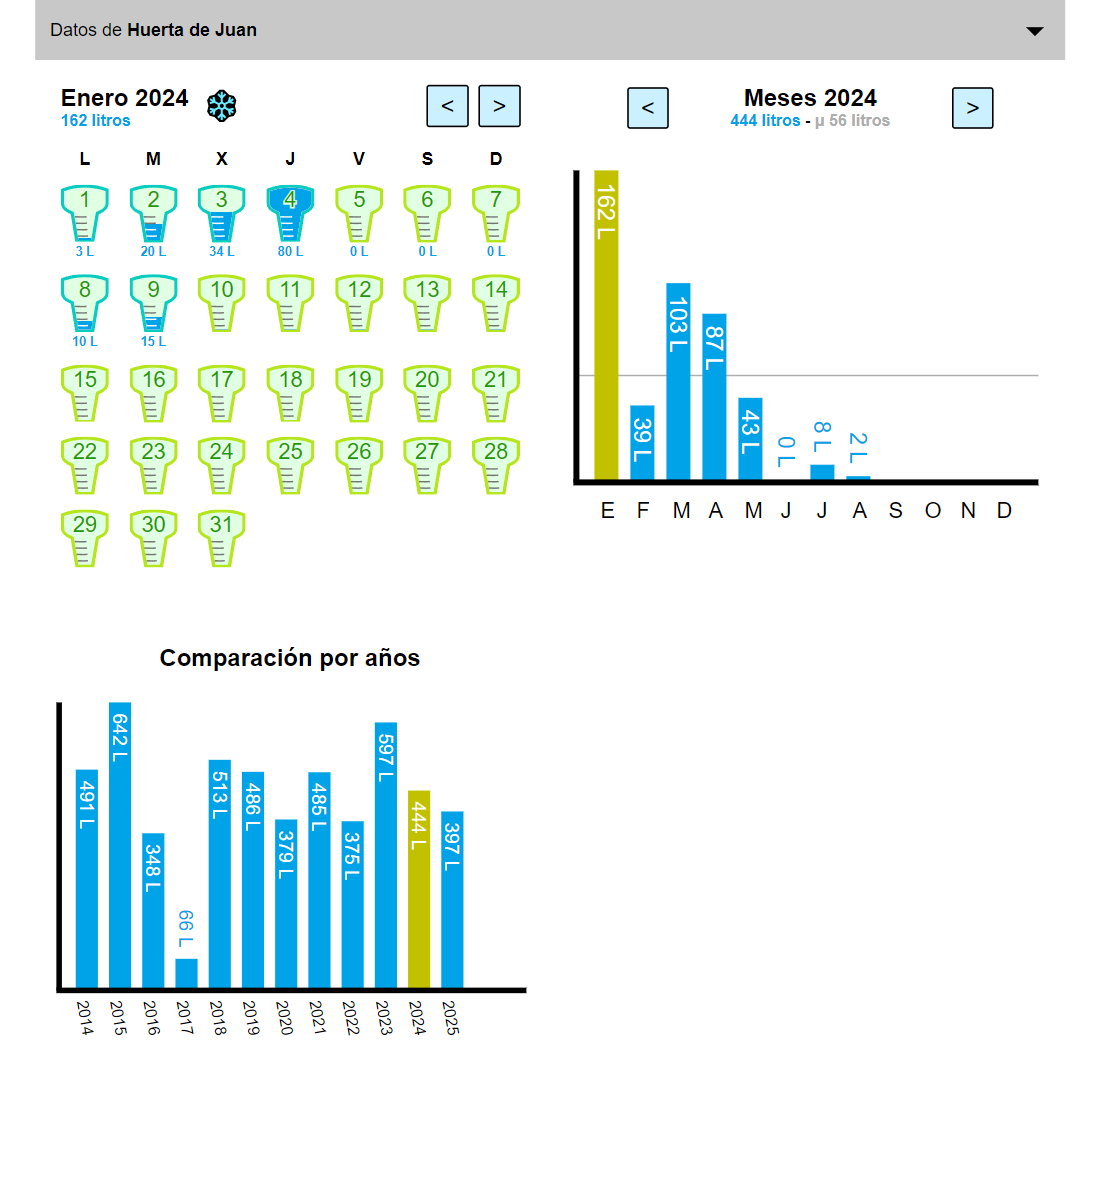 Datos de Huerta de Juan
Enero 2024
162 litros
< >
L M X J V S D
1 2 3 4 5 6 7
3 L 20 L 34 L 80 L 0 L 0 L 0 L
8 9 10 11 12 13 14
10 L 15 L
15 16 17 18 19 20 21
22 23 24 25 26 27 28
29 30 31
< Meses 2024 >
444 litros - µ 56 litros
162 L 39 L 103 L 87 L 43 L 0 L 8 L 2 L
E F M A M J J A S O N D
Comparación por años
491 L 642 L 348 L 66 L 513 L 486 L 379 L 485 L 375 L 597 L 444 L 397 L
2014 2015 2016 2017 2018 2019 2020 2021 2022 2023 2024 2025